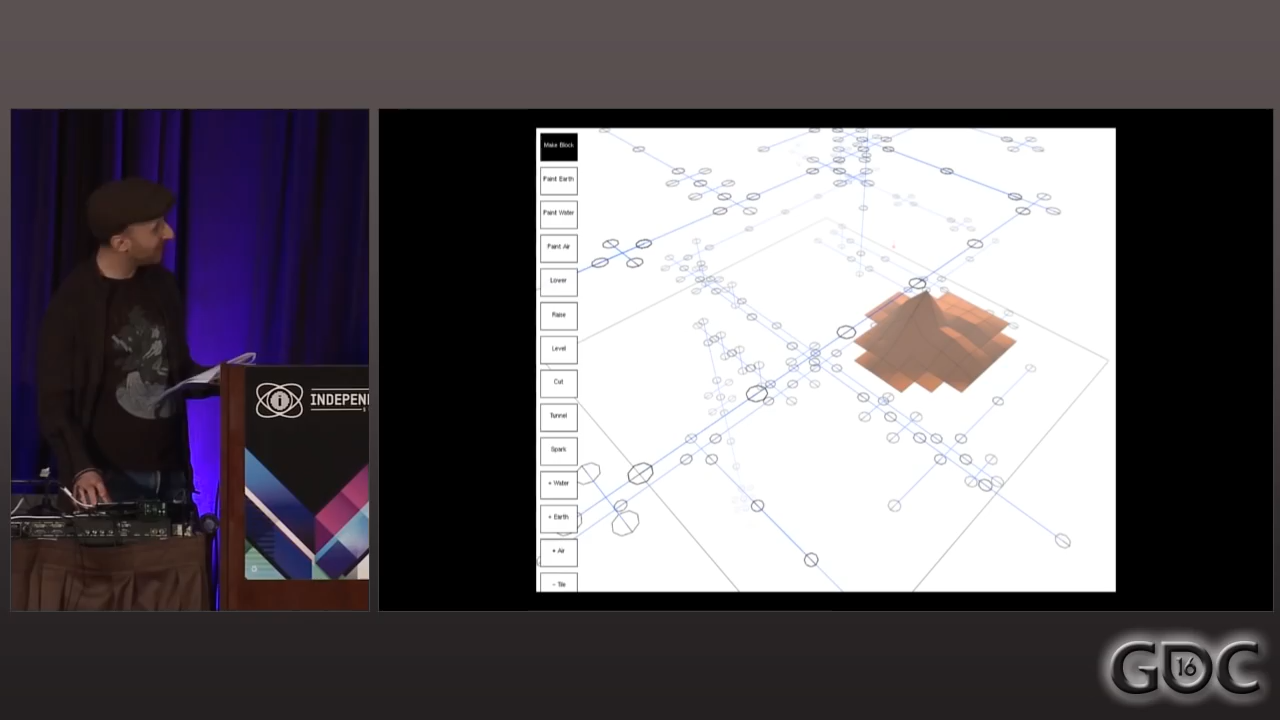 INDEPEN
Make Block
Paint Earth
Paint Water
Paint Air
Lower
Raise
Level
Cut
Tunnel
Spark
+ Water
+ Earth
+ Air
- Tile
GDC
16